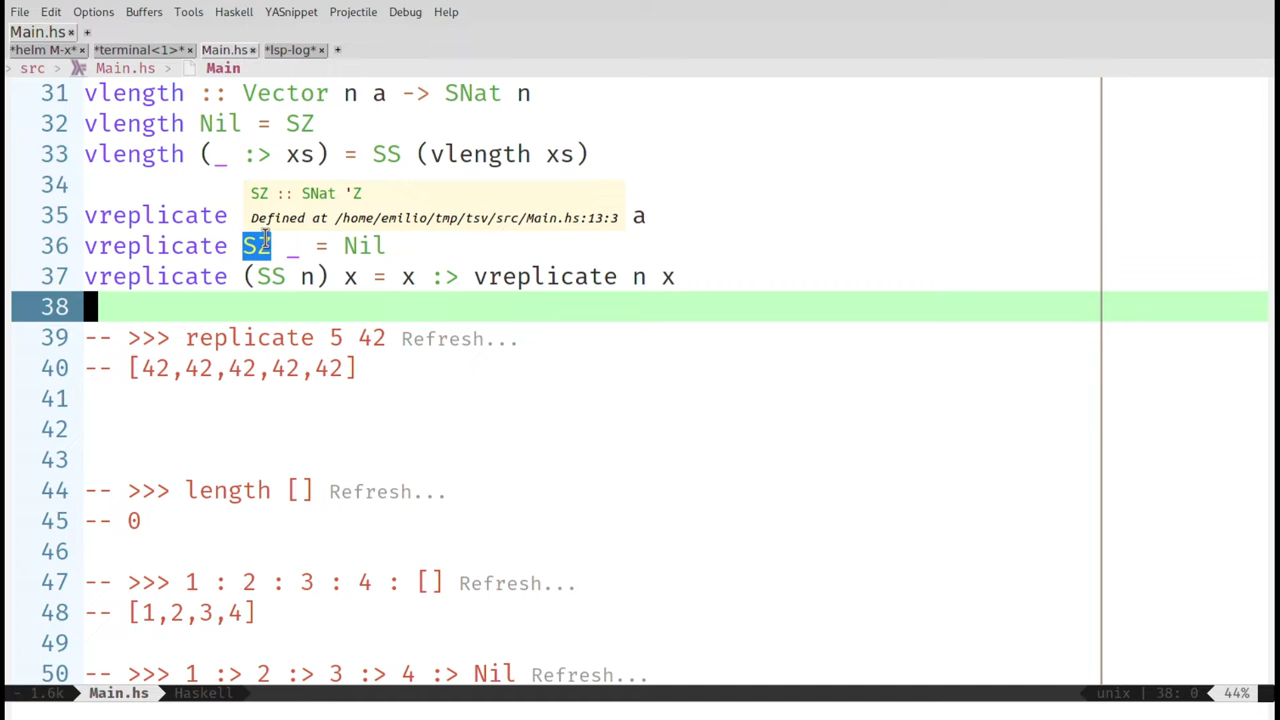 File Edit Options Buffers Tools Haskell YASnippet Projectile Debug Help
Main.hs × +
*helm M-x* × *terminal<1>* × Main.hs × *lsp-log* × +
> src > Main.hs > Main
31 vlength :: Vector n a -> SNat n
32 vlength Nil = SZ
33 vlength (_ :> xs) = SS (vlength xs)
34
SZ :: SNat 'Z
Defined at /home/emilio/tmp/tsv/src/Main.hs:13:3
35 vreplicate a
36 vreplicate SZ _ = Nil
37 vreplicate (SS n) x = x :> vreplicate n x
38
39 -- >>> replicate 5 42 Refresh...
40 -- [42,42,42,42,42]
41
42
43
44 -- >>> length [] Refresh...
45 -- 0
46
47 -- >>> 1 : 2 : 3 : 4 : [] Refresh...
48 -- [1,2,3,4]
49
50 -- >>> 1 :> 2 :> 3 :> 4 :> Nil Refresh...
- 1.6k Main.hs Haskell unix | 38: 0 44%